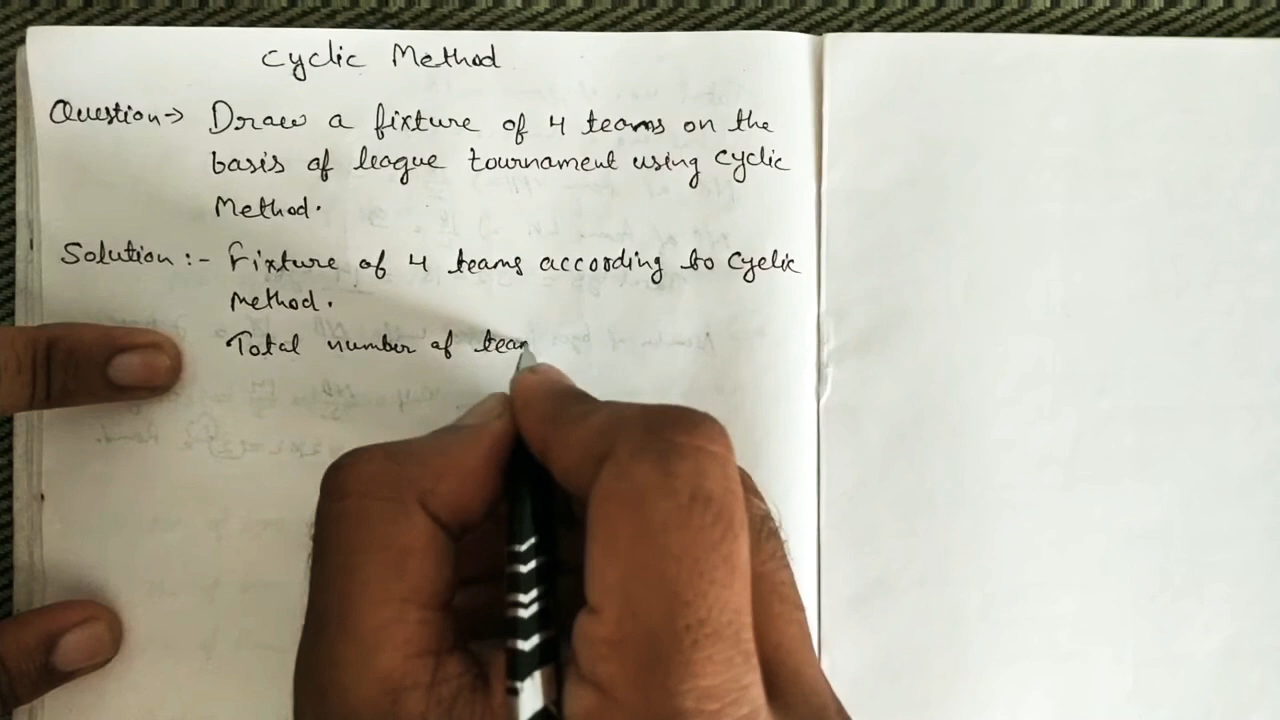 Cyclic Method
Question→ Draw a fixture of 4 teams on the
basis of league tournament using cyclic
Method.
Solution :- Fixture of 4 teams according to cyclic
Method.
Total number of team